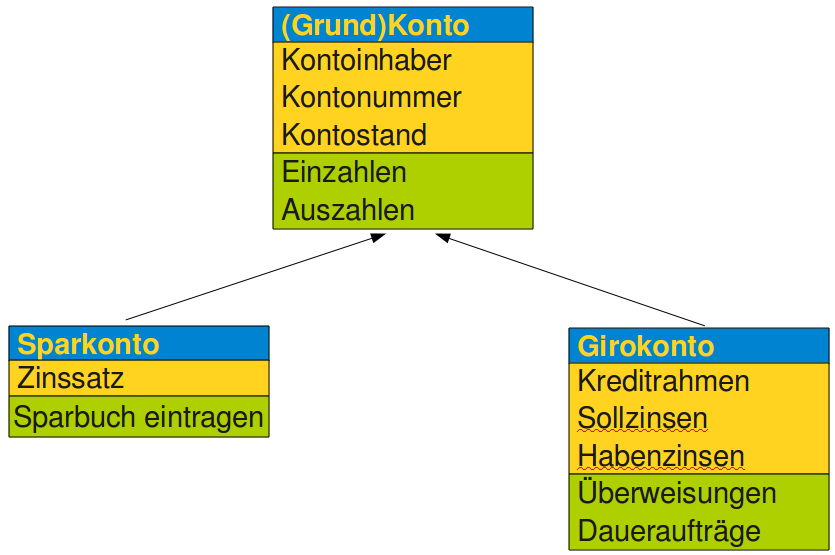 (Grund)Konto
Kontoinhaber
Kontonummer
Kontostand
Einzahlen
Auszahlen
Sparkonto
Zinssatz
Sparbuch eintragen
Girokonto
Kreditrahmen
Sollzinsen
Habenzinsen
Überweisungen
Daueraufträge